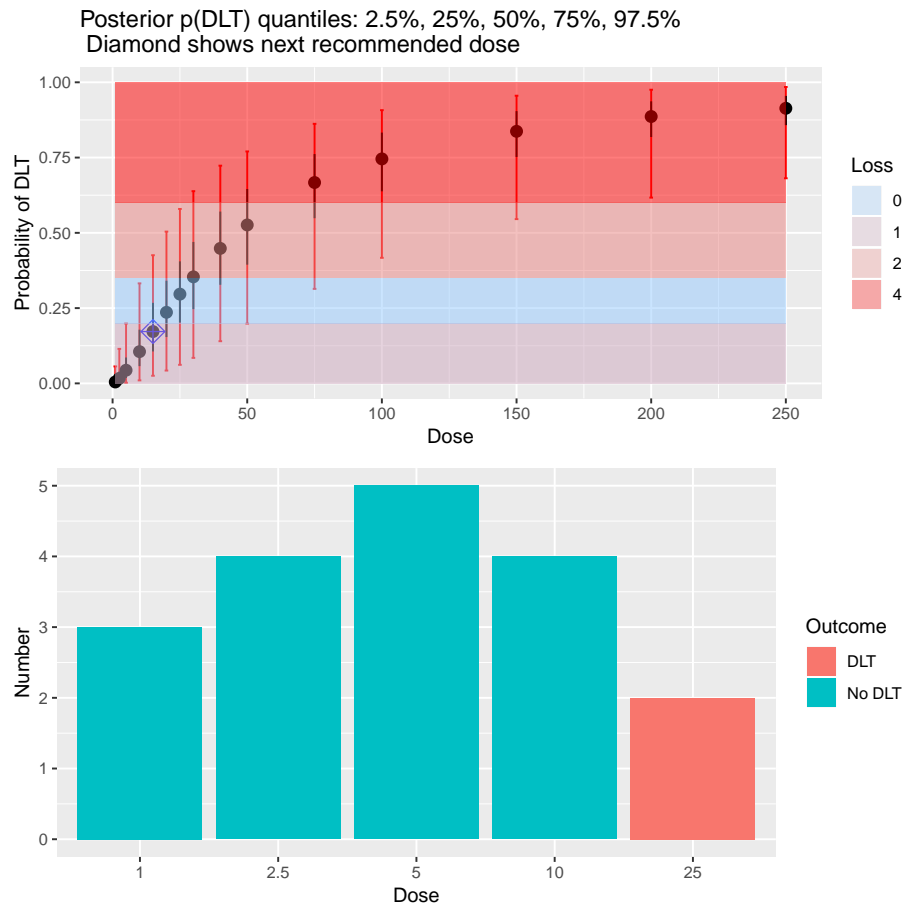 Posterior p(DLT) quantiles: 2.5%, 25%, 50%, 75%, 97.5%
Diamond shows next recommended dose
1.00
0.75
0.50
0.25
0.00
Probability of DLT
0 50 100 150 200 250
Dose
Loss
0
1
2
4
5
4
3
2
1
0
Number
1 2.5 5 10 25
Dose
Outcome
DLT
No DLT